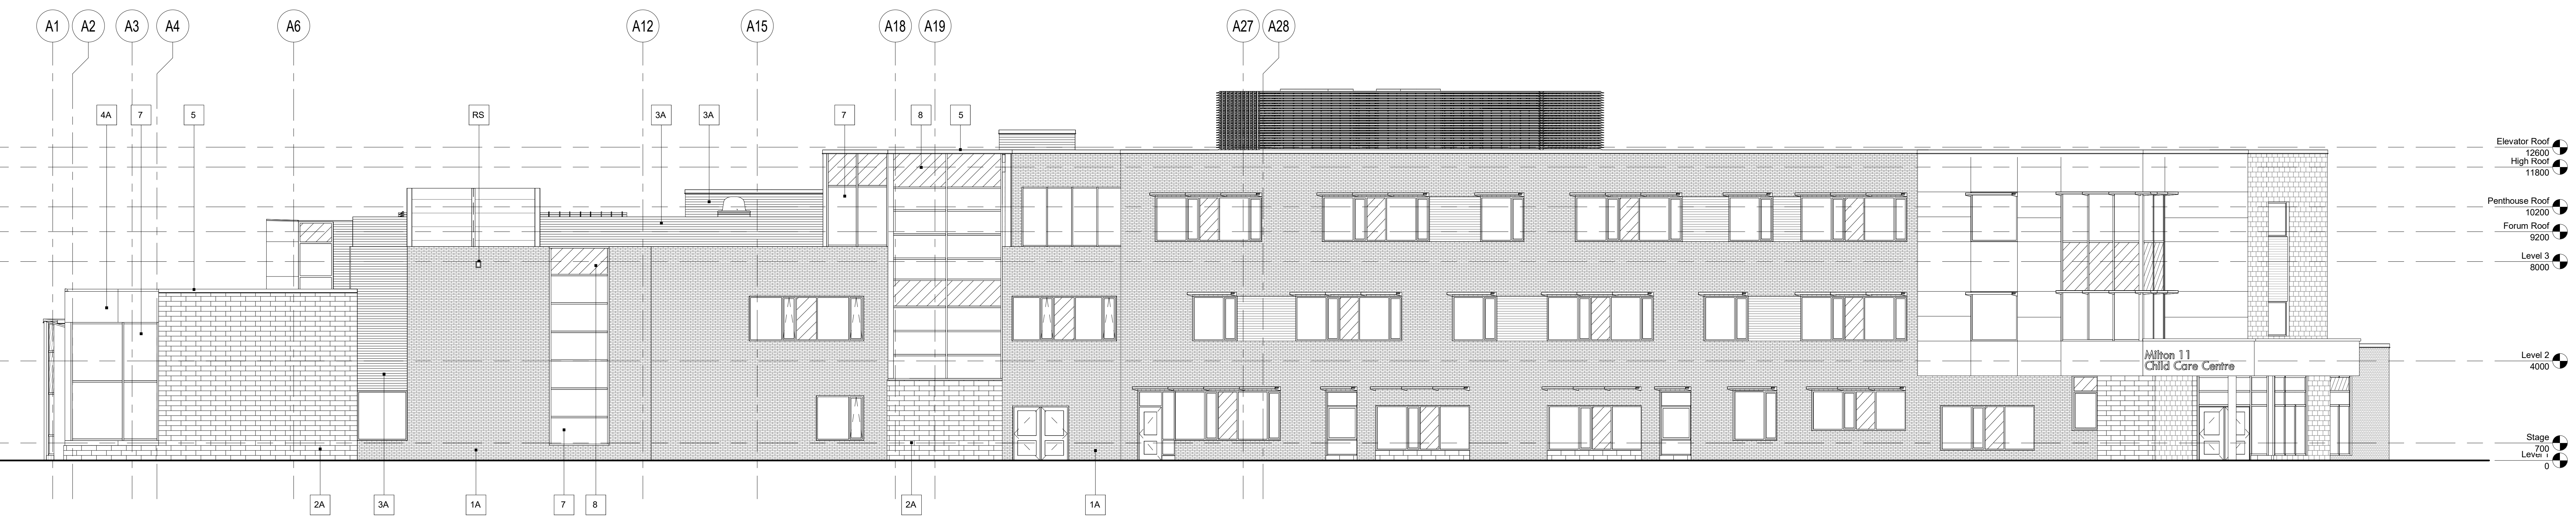 A1
A2
A3
A4
A6
A12
A15
A18
A19
A27
A28
4A
7
5
RS
3A
3A
7
8
5
Elevator Roof
12600
High Roof
11800
Penthouse Roof
10200
Forum Roof
9200
Level 3
8000
Milton 11
Child Care Centre
Level 2
4000
Stage
700
Level 1
0
2A
3A
1A
7
8
2A
1A